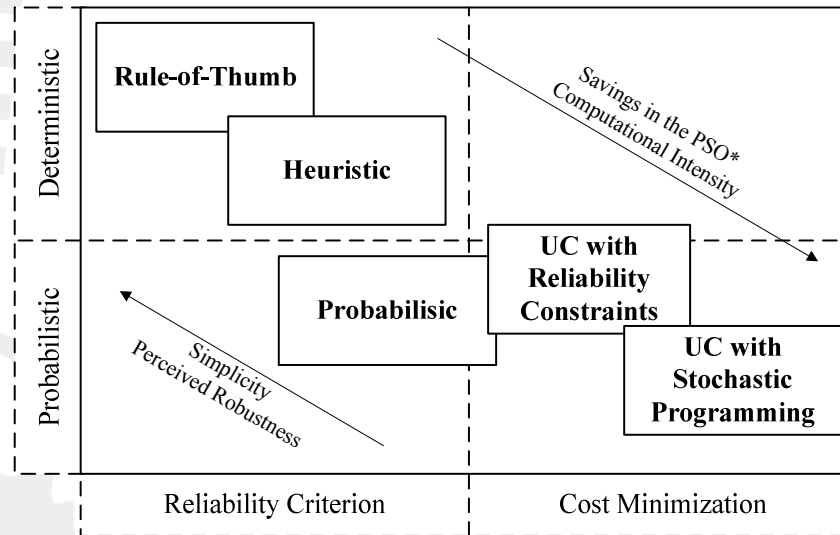 Deterministic
Probabilistic
Rule-of-Thumb
Heuristic
Savings in the PSO*
Computational Intensity
Probabilisic
UC with
Reliability
Constraints
UC with
Stochastic
Programming
Simplicity
Perceived Robustness
Reliability Criterion
Cost Minimization